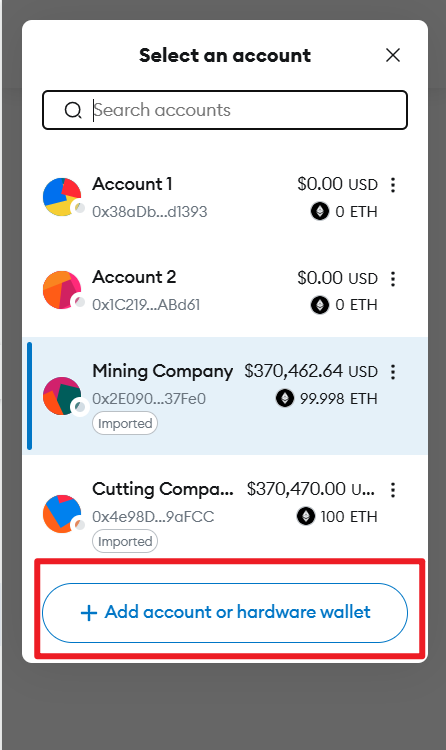 Select an account
Search accounts
Account 1 $0.00 USD
0x38aDb...d1393 0 ETH
Account 2 $0.00 USD
0x1C219...ABd61 0 ETH
Mining Company $370,462.64 USD
0x2E090...37Fe0 99.998 ETH
Imported
Cutting Compa... $370,470.00 U...
0x4e98D...9aFCC 100 ETH
Imported
+ Add account or hardware wallet